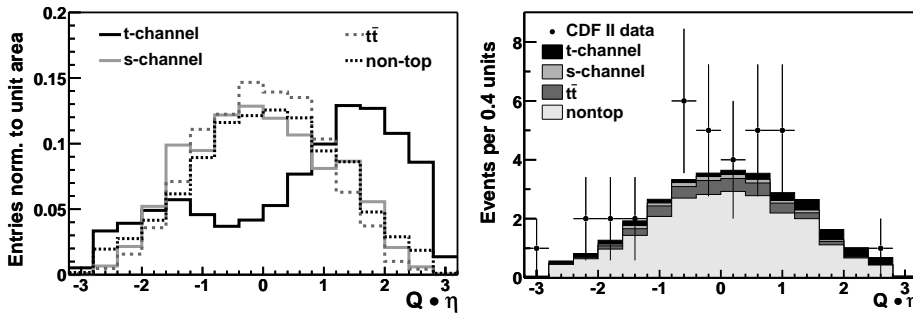 Entries norm. to unit area
0.2
0.15
0.1
0.05
0
t-channel
s-channel
tt̄
non-top
-3 -2 -1 0 1 2 3
Q • η
Events per 0.4 units
8
6
4
2
0
CDF II data
t-channel
s-channel
tt̄
nontop
-3 -2 -1 0 1 2 3
Q • η